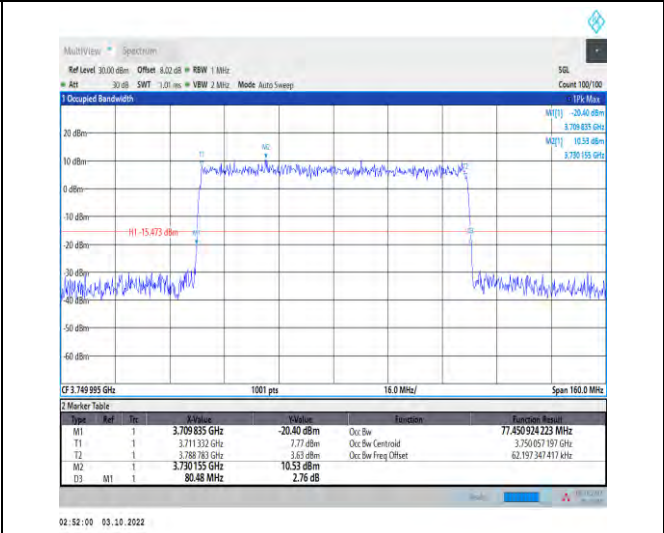 MultiView Spectrum
Ref Level 30.00 dBm Offset 8.02 dB RBW 1 MHz SGL
Att 30 dB SWT 1.01 ms VBW 2 MHz Mode Auto Sweep Count 100/100
1 Occupied Bandwidth 1Pk Max
M1[1] -20.40 dBm
3.709 835 GHz
M2[1] 10.53 dBm
3.730 155 GHz
20 dBm
M2
T1
10 dBm
T2
0 dBm
-10 dBm
H1 -15.473 dBm
M1
D3
-20 dBm
-30 dBm
-40 dBm
-50 dBm
-60 dBm
CF 3.749 995 GHz 1001 pts 16.0 MHz/ Span 160.0 MHz
2 Marker Table
Type Ref Trc X-Value Y-Value Function Function Result
M1 1 3.709 835 GHz -20.40 dBm Occ Bw 77.450 924 223 MHz
T1 1 3.711 332 GHz 7.77 dBm Occ Bw Centroid 3.750 057 197 GHz
T2 1 3.788 783 GHz 3.63 dBm Occ Bw Freq Offset 62.197 347 417 kHz
M2 1 3.730 155 GHz 10.53 dBm
D3 M1 1 80.48 MHz 2.76 dB
02:52:00 03.10.2022